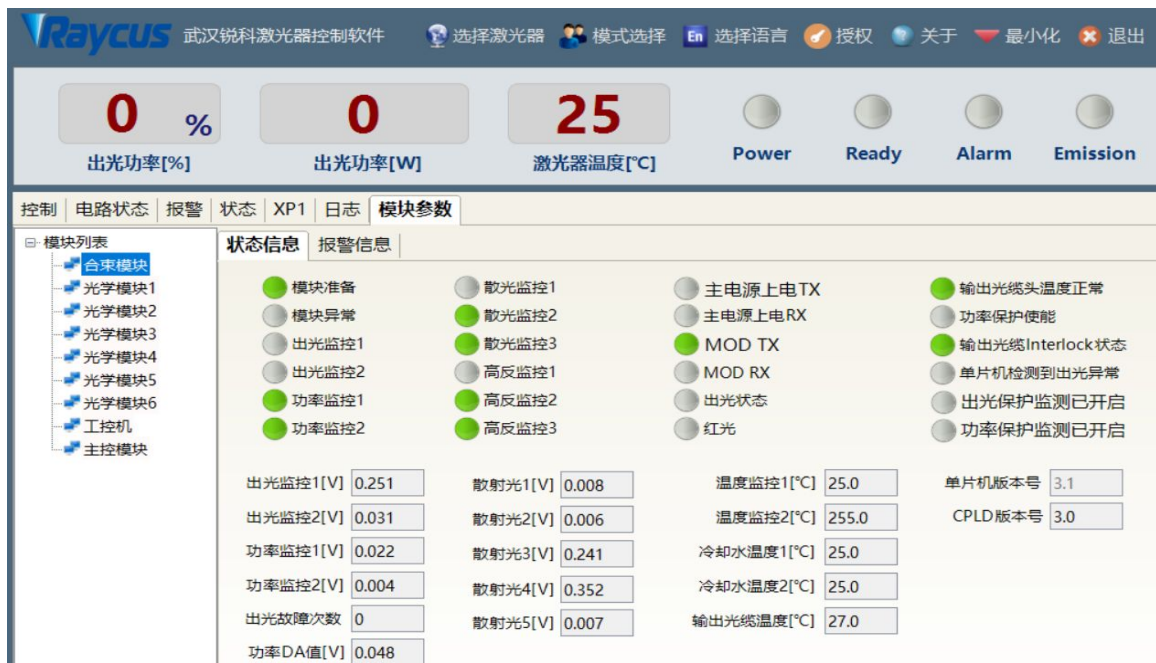 Raycus 武汉锐科激光器控制软件 选择激光器 模式选择 En 选择语言 授权 关于 最小化 退出
0 % 0 25
出光功率[%] 出光功率[W] 激光器温度[℃] Power Ready Alarm Emission
控制 电路状态 报警 状态 XP1 日志 模块参数
模块列表 状态信息 报警信息
合束模块
光学模块1
光学模块2
光学模块3
光学模块4
光学模块5
光学模块6
工控机
主控模块
模块准备 散光监控1 主电源上电TX 输出光缆头温度正常
模块异常 散光监控2 主电源上电RX 功率保护使能
出光监控1 散光监控3 MOD TX 输出光缆Interlock状态
出光监控2 高反监控1 MOD RX 单片机检测到出光异常
功率监控1 高反监控2 出光状态 出光保护监测已开启
功率监控2 高反监控3 红光 功率保护监测已开启
出光监控1[V] 0.251 散射光1[V] 0.008 温度监控1[℃] 25.0 单片机版本号 3.1
出光监控2[V] 0.031 散射光2[V] 0.006 温度监控2[℃] 255.0 CPLD版本号 3.0
功率监控1[V] 0.022 散射光3[V] 0.241 冷却水温度1[℃] 25.0
功率监控2[V] 0.004 散射光4[V] 0.352 冷却水温度2[℃] 25.0
出光故障次数 0 散射光5[V] 0.007 输出光缆温度[℃] 27.0
功率DA值[V] 0.048